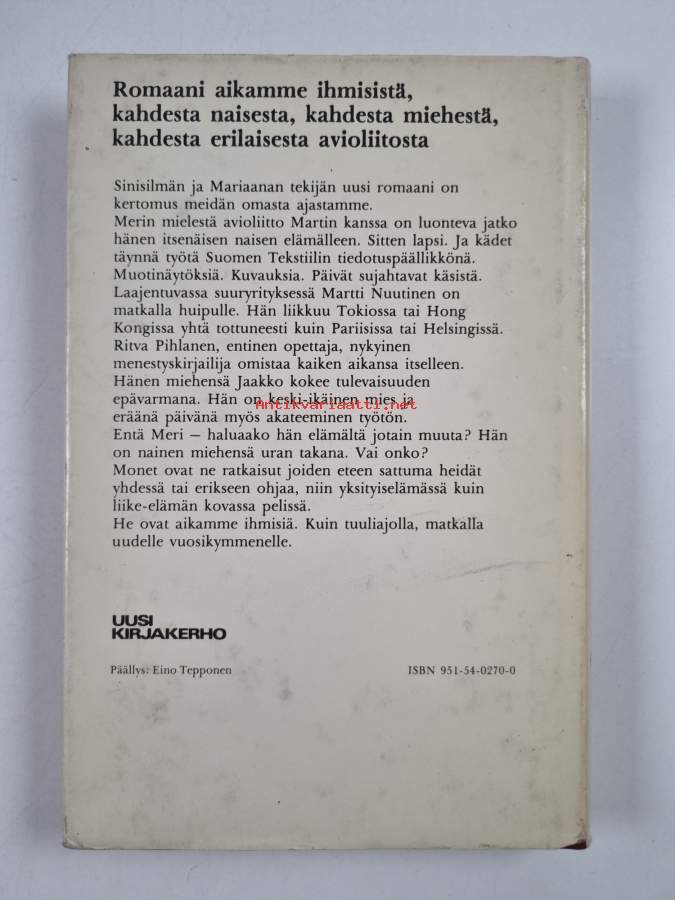 Romaani aikamme ihmisistä,
kahdesta naisesta, kahdesta miehestä,
kahdesta erilaisesta avioliitosta
Sinisilmän ja Mariaanan tekijän uusi romaani on
kertomus meidän omasta ajastamme.
Merin mielestä avioliitto Martin kanssa on luonteva jatko
hänen itsenäisen naisen elämälleen. Sitten lapsi. Ja kädet
täynnä työtä Suomen Tekstiilin tiedotuspäällikkönä.
Muotinäytöksiä. Kuvauksia. Päivät sujahtavat käsistä.
Laajentuvassa suuryrityksessä Martti Nuutinen on
matkalla huipulle. Hän liikkuu Tokiossa tai Hong
Kongissa yhtä tottuneesti kuin Pariisissa tai Helsingissä.
Ritva Pihlanen, entinen opettaja, nykyinen
menestyskirjailija omistaa kaiken aikansa itselleen.
Hänen miehensä Jaakko kokee tulevaisuuden
epävarmana. Hän on keski-ikäinen mies ja
Antikvariaatti.net
eräänä päivänä myös akateeminen työtön.
Entä Meri – haluaako hän elämältä jotain muuta? Hän
on nainen miehensä uran takana. Vai onko?
Monet ovat ne ratkaisut joiden eteen sattuma heidät
yhdessä tai erikseen ohjaa, niin yksityiselämässä kuin
liike-elämän kovassa pelissä.
He ovat aikamme ihmisiä. Kuin tuuliajolla, matkalla
uudelle vuosikymmenelle.
UUSI
KIRJAKERHO
Päällys: Eino Tepponen
ISBN 951-54-0270-0